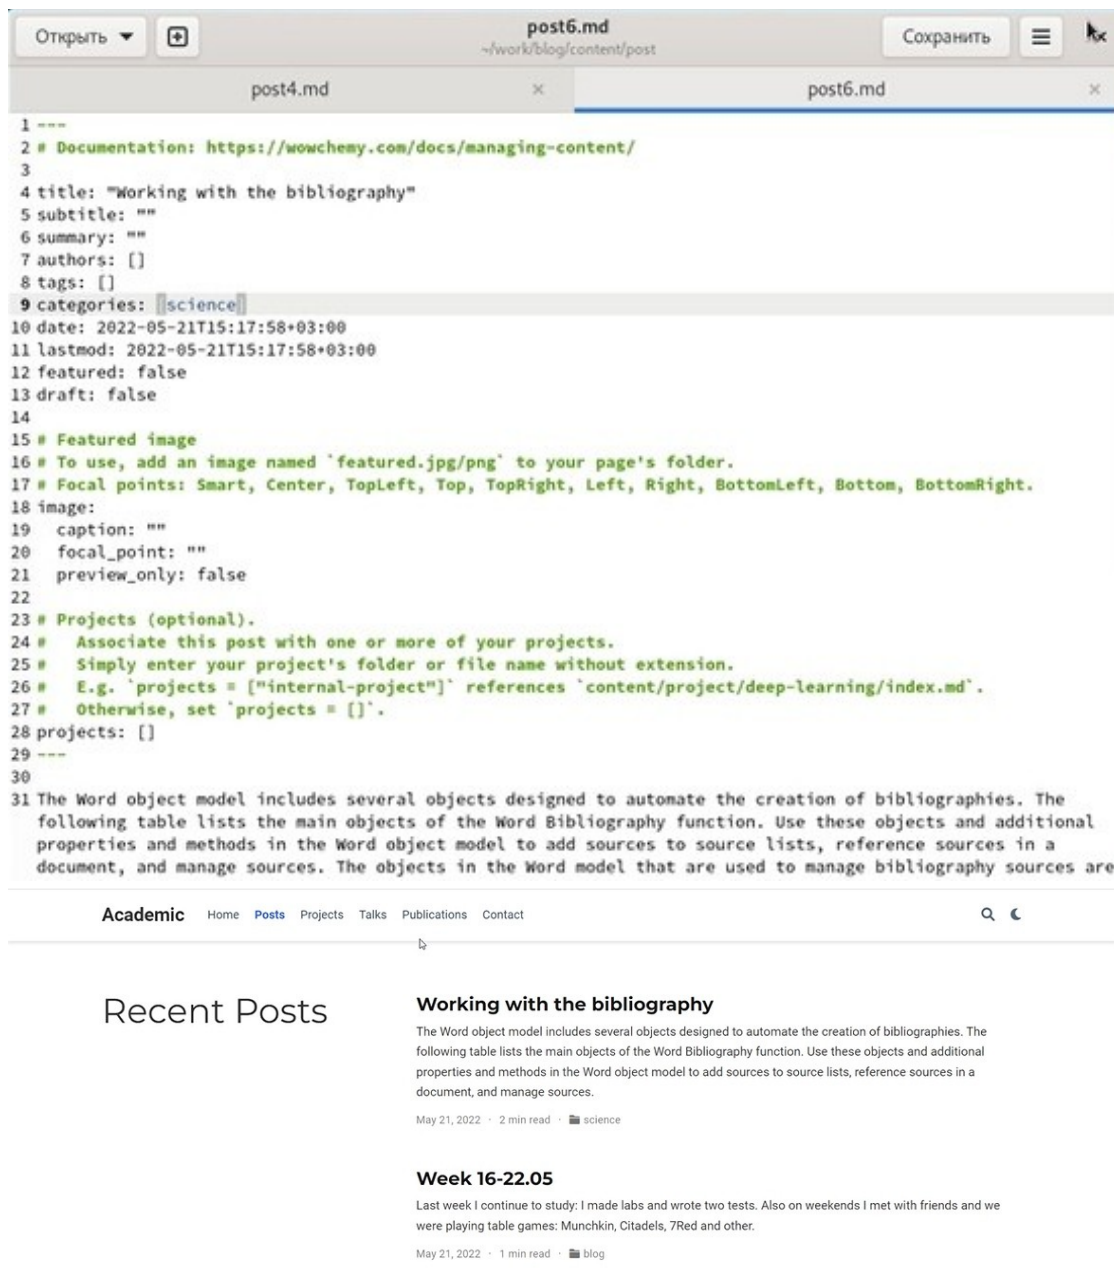 Открыть
post6.md
~/work/blog/content/post
Сохранить
post4.md
post6.md
1 ---
2 # Documentation: https://wowchemy.com/docs/managing-content/
3
4 title: "Working with the bibliography"
5 subtitle: ""
6 summary: ""
7 authors: []
8 tags: []
9 categories: [science]
10 date: 2022-05-21T15:17:58+03:00
11 lastmod: 2022-05-21T15:17:58+03:00
12 featured: false
13 draft: false
14
15 # Featured image
16 # To use, add an image named `featured.jpg/png` to your page's folder.
17 # Focal points: Smart, Center, TopLeft, Top, TopRight, Left, Right, BottomLeft, Bottom, BottomRight.
18 image:
19   caption: ""
20   focal_point: ""
21   preview_only: false
22
23 # Projects (optional).
24 #   Associate this post with one or more of your projects.
25 #   Simply enter your project's folder or file name without extension.
26 #   E.g. `projects = ["internal-project"]` references `content/project/deep-learning/index.md`.
27 #   Otherwise, set `projects = []`.
28 projects: []
29 ---
30
31 The Word object model includes several objects designed to automate the creation of bibliographies. The
following table lists the main objects of the Word Bibliography function. Use these objects and additional
properties and methods in the Word object model to add sources to source lists, reference sources in a
document, and manage sources. The objects in the Word model that are used to manage bibliography sources are
Academic Home Posts Projects Talks Publications Contact
Recent Posts
Working with the bibliography
The Word object model includes several objects designed to automate the creation of bibliographies. The
following table lists the main objects of the Word Bibliography function. Use these objects and additional
properties and methods in the Word object model to add sources to source lists, reference sources in a
document, and manage sources.
May 21, 2022 · 2 min read · science
Week 16-22.05
Last week I continue to study: I made labs and wrote two tests. Also on weekends I met with friends and we
were playing table games: Munchkin, Citadels, 7Red and other.
May 21, 2022 · 1 min read · blog